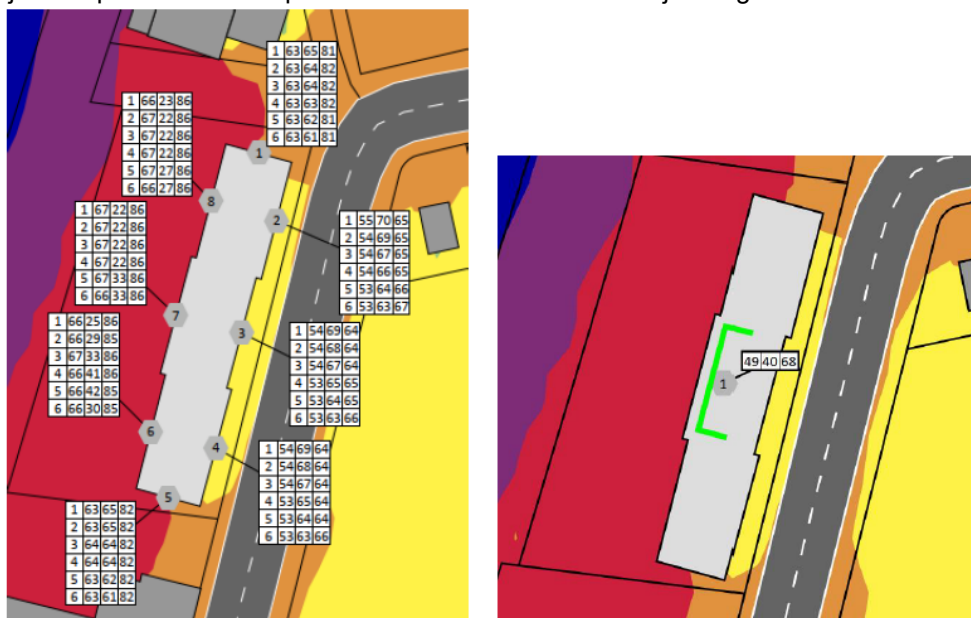 1 63 65 81
2 63 64 82
3 63 64 82
4 63 63 82
5 63 62 81
6 63 61 81
1 66 23 86
2 67 22 86
3 67 22 86
4 67 22 86
5 67 27 86
6 66 27 86
1
8
2
1 67 22 86
2 67 22 86
3 67 22 86
4 67 22 86
5 67 33 86
6 66 33 86
1 55 70 65
2 54 69 65
3 54 67 65
4 54 66 65
5 53 64 66
6 53 63 67
7
3
1 66 25 86
2 66 29 85
3 67 33 86
4 66 41 86
5 66 42 85
6 66 30 85
1 54 69 64
2 54 68 64
3 54 67 64
4 53 65 65
5 53 64 65
6 53 63 66
6
4
1 54 69 64
2 54 68 64
3 54 67 64
4 53 65 64
5 53 64 64
6 53 63 66
5
1 63 65 82
2 63 65 82
3 64 64 82
4 64 64 82
5 63 62 82
6 63 61 82
49 40 68
1